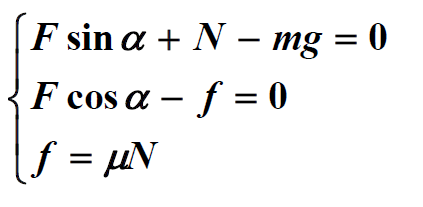 F sin α + N − mg = 0
F cos α − f = 0
f = μN